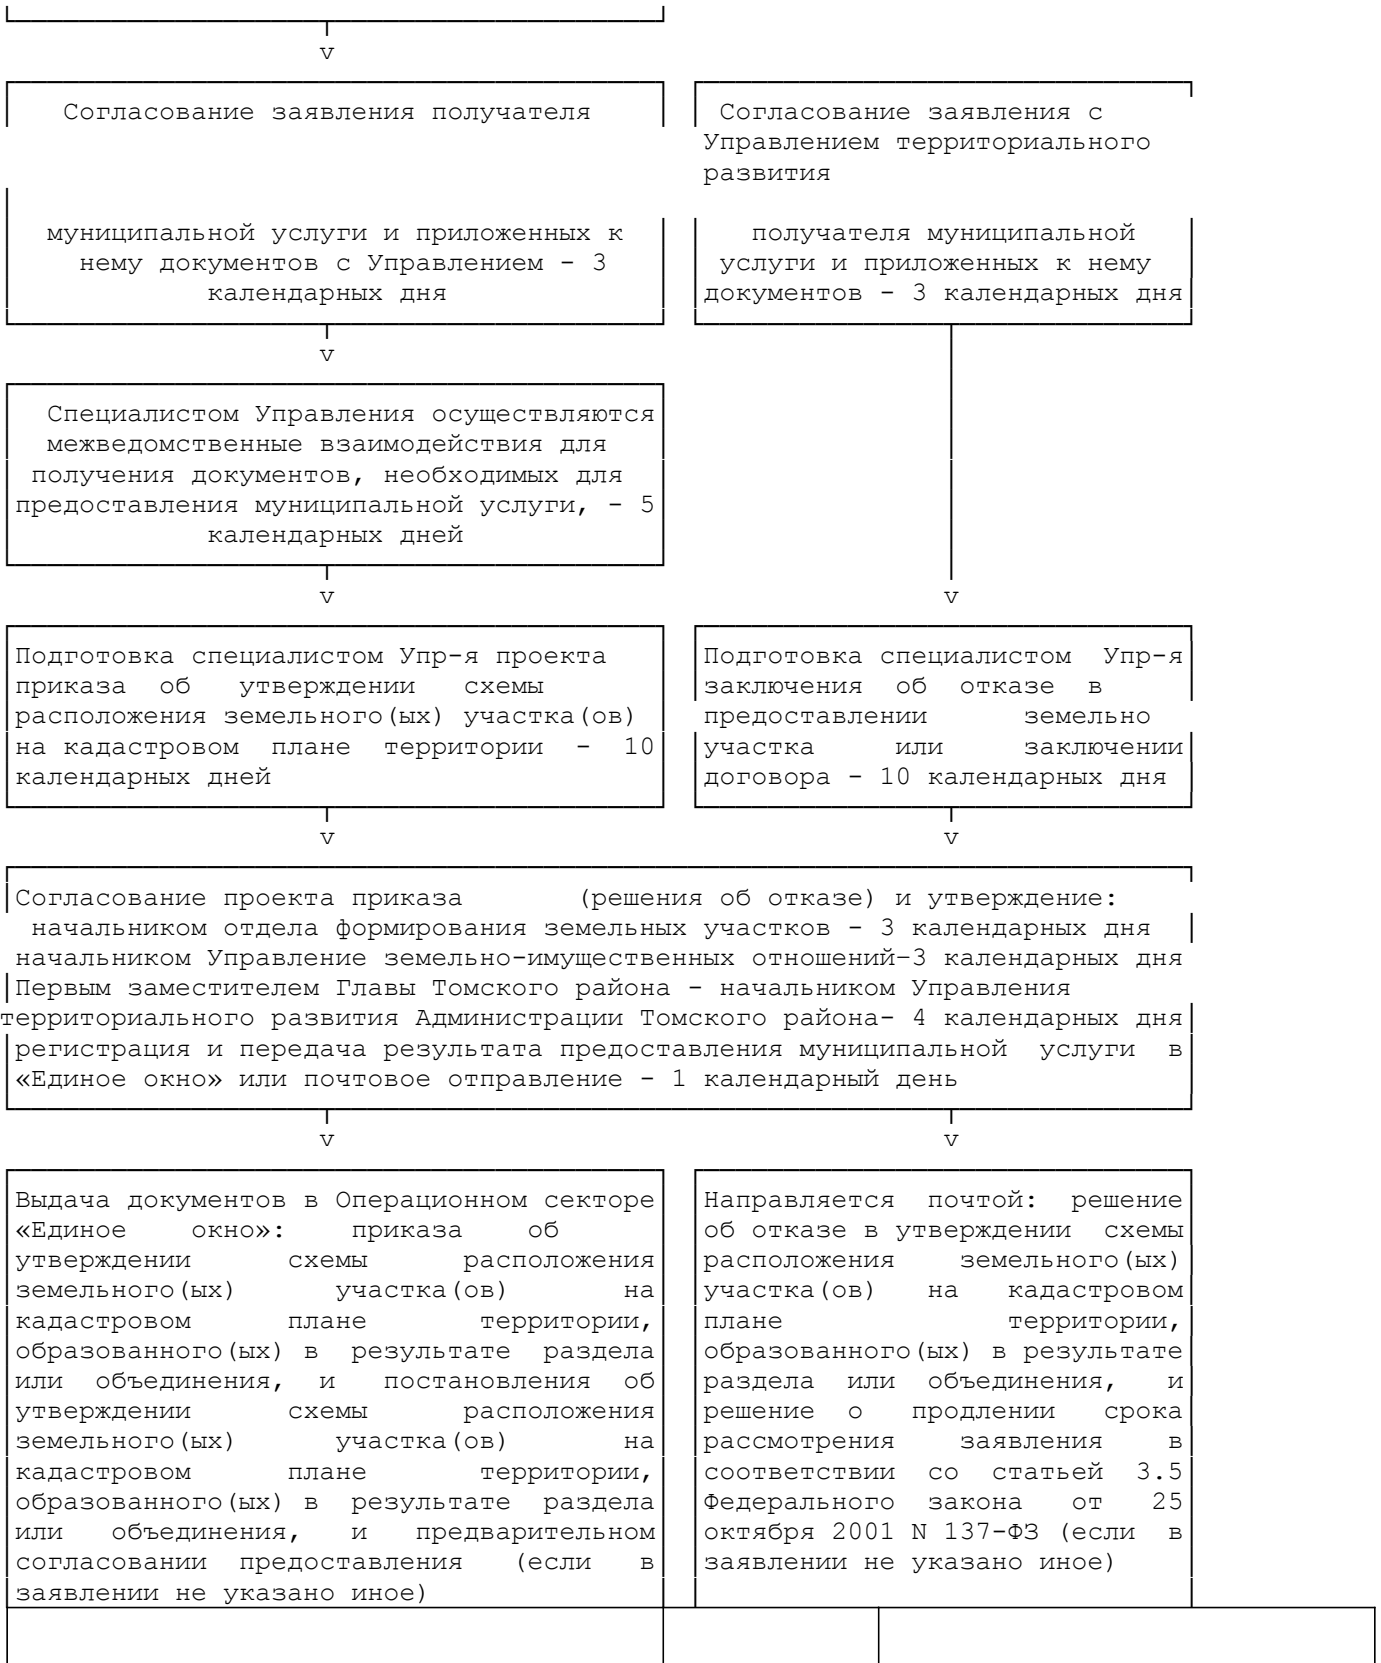 v
Согласование заявления получателя
муниципальной услуги и приложенных к
нему документов с Управлением - 3
календарных дня
Согласование заявления с
Управлением территориального
развития
получателя муниципальной
услуги и приложенных к нему
документов - 3 календарных дня
v
Специалистом Управления осуществляются
межведомственные взаимодействия для
получения документов, необходимых для
предоставления муниципальной услуги, - 5
календарных дней
v
v
Подготовка специалистом Упр-я проекта
приказа об утверждении схемы
расположения земельного(ых) участка(ов)
на кадастровом плане территории - 10
календарных дней
Подготовка специалистом Упр-я
заключения об отказе в
предоставлении земельно
участка или заключении
договора - 10 календарных дня
v
v
Согласование проекта приказа (решения об отказе) и утверждение:
начальником отдела формирования земельных участков - 3 календарных дня
начальником Управление земельно-имущественных отношений–3 календарных дня
Первым заместителем Главы Томского района - начальником Управления
территориального развития Администрации Томского района- 4 календарных дня
регистрация и передача результата предоставления муниципальной услуги в
«Единое окно» или почтовое отправление - 1 календарный день
v
v
Выдача документов в Операционном секторе
«Единое окно»: приказа об
утверждении схемы расположения
земельного(ых) участка(ов) на
кадастровом плане территории,
образованного(ых) в результате раздела
или объединения, и постановления об
утверждении схемы расположения
земельного(ых) участка(ов) на
кадастровом плане территории,
образованного(ых) в результате раздела
или объединения, и предварительном
согласовании предоставления (если в
заявлении не указано иное)
Направляется почтой: решение
об отказе в утверждении схемы
расположения земельного(ых)
участка(ов) на кадастровом
плане территории,
образованного(ых) в результате
раздела или объединения, и
решение о продлении срока
рассмотрения заявления в
соответствии со статьей 3.5
Федерального закона от 25
октября 2001 N 137-ФЗ (если в
заявлении не указано иное)